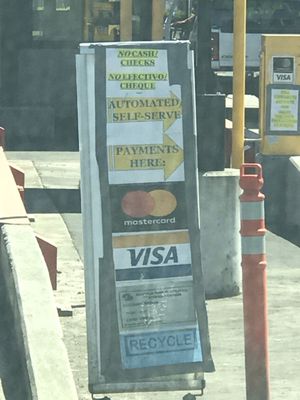 NO CASH/
CHECKS
NO EFECTIVO/
CHEQUE
AUTOMATED
SELF-SERVE
PAYMENTS
HERE:
mastercard
VISA
RECYCLE
VISA